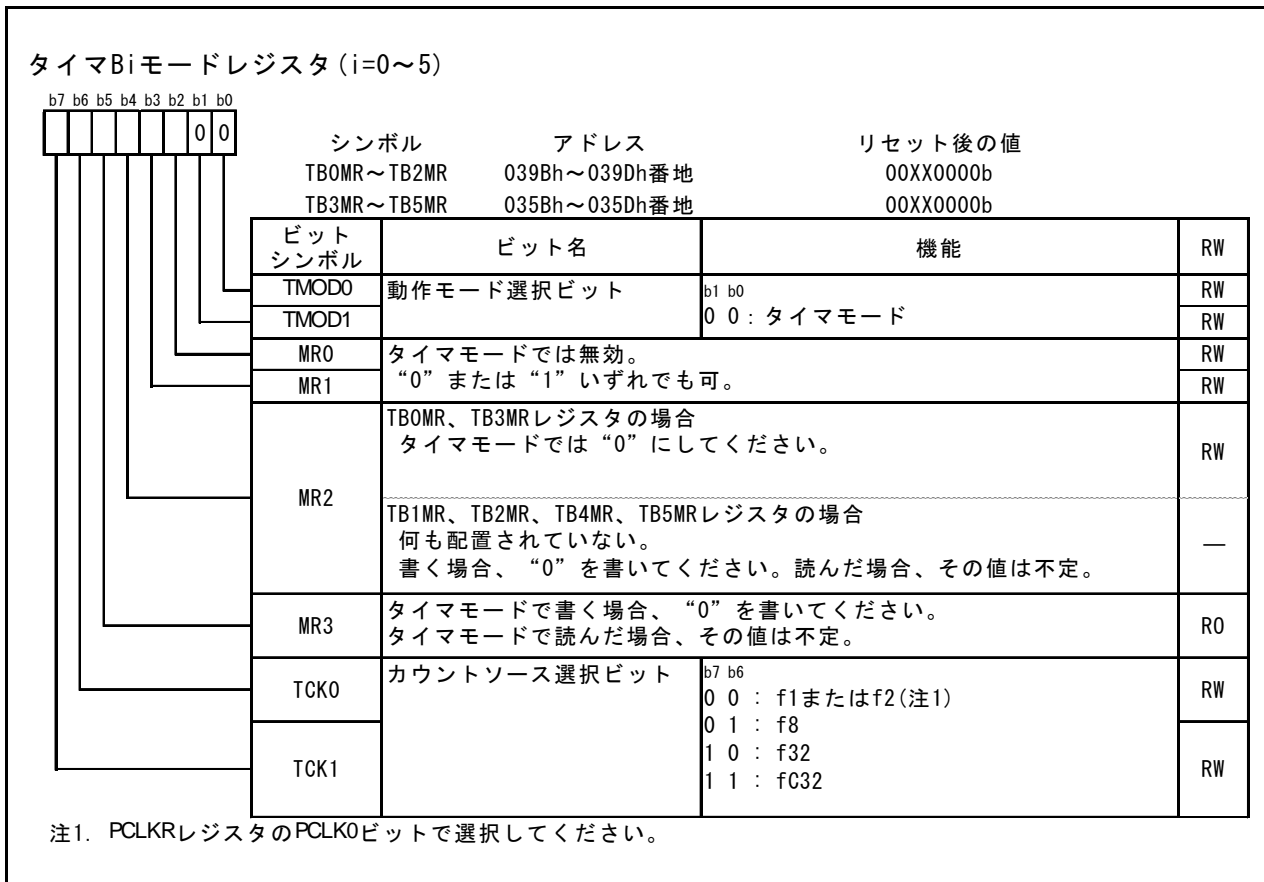 タイマBiモードレジスタ(i=0～5)
b7 b6 b5 b4 b3 b2 b1 b0
0 0
シンボル アドレス リセット後の値
TB0MR～TB2MR 039Bh～039Dh番地 00XX0000b
TB3MR～TB5MR 035Bh～035Dh番地 00XX0000b
ビット
シンボル
ビット名 機能 RW
TMOD0 動作モード選択ビット b1 b0 RW
TMOD1 0 0：タイマモード RW
MR0 タイマモードでは無効。 RW
MR1 “0”または“1”いずれでも可。 RW
MR2
TB0MR、TB3MRレジスタの場合
タイマモードでは“0”にしてください。 RW
TB1MR、TB2MR、TB4MR、TB5MRレジスタの場合
何も配置されていない。 —
書く場合、“0”を書いてください。読んだ場合、その値は不定。
MR3 タイマモードで書く場合、“0”を書いてください。 RO
タイマモードで読んだ場合、その値は不定。
TCK0 カウントソース選択ビット b7 b6 RW
0 0 : f1またはf2(注1)
0 1 : f8
TCK1 1 0 : f32 RW
1 1 : fC32
注1. PCLKRレジスタのPCLK0ビットで選択してください。